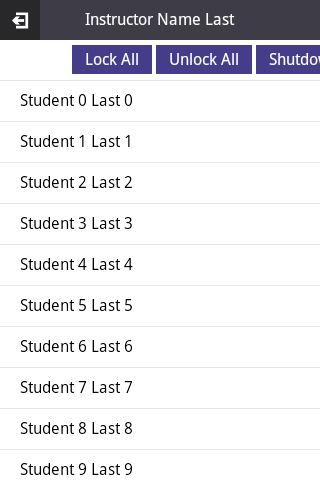 Instructor Name Last
Lock All Unlock All
Student 0 Last 0
Student 1 Last 1
Student 2 Last 2
Student 3 Last 3
Student 4 Last 4
Student 5 Last 5
Student 6 Last 6
Student 7 Last 7
Student 8 Last 8
Student 9 Last 9